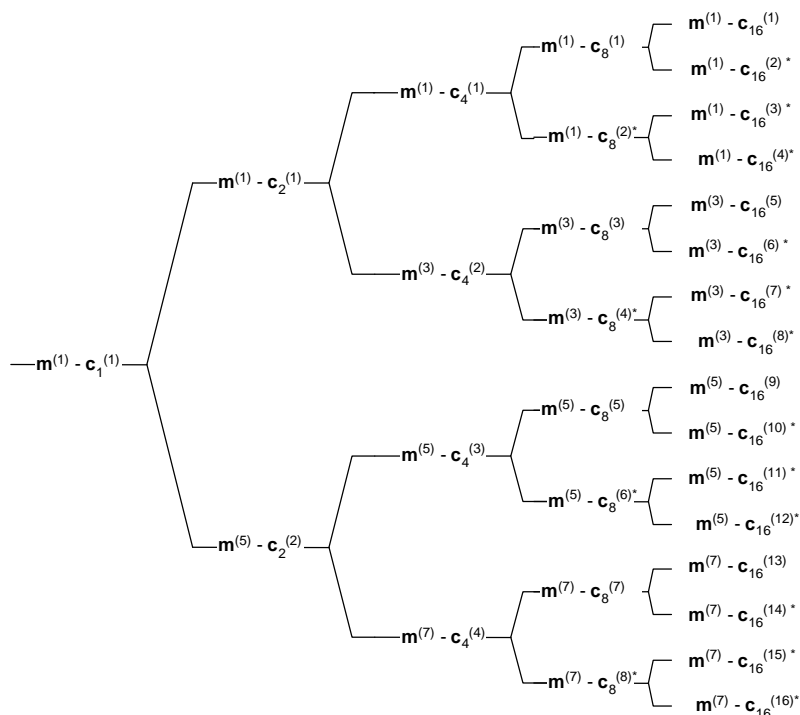 m⁽¹⁾ - c₁₆⁽¹⁾
m⁽¹⁾ - c₈⁽¹⁾
m⁽¹⁾ - c₁₆⁽²⁾ *
m⁽¹⁾ - c₄⁽¹⁾
m⁽¹⁾ - c₁₆⁽³⁾ *
m⁽¹⁾ - c₈⁽²⁾*
m⁽¹⁾ - c₁₆⁽⁴⁾*
m⁽¹⁾ - c₂⁽¹⁾
m⁽³⁾ - c₁₆⁽⁵⁾
m⁽³⁾ - c₈⁽³⁾
m⁽³⁾ - c₁₆⁽⁶⁾ *
m⁽³⁾ - c₄⁽²⁾
m⁽³⁾ - c₁₆⁽⁷⁾ *
m⁽³⁾ - c₈⁽⁴⁾*
m⁽³⁾ - c₁₆⁽⁸⁾*
m⁽¹⁾ - c₁⁽¹⁾
m⁽⁵⁾ - c₁₆⁽⁹⁾
m⁽⁵⁾ - c₈⁽⁵⁾
m⁽⁵⁾ - c₁₆⁽¹⁰⁾ *
m⁽⁵⁾ - c₄⁽³⁾
m⁽⁵⁾ - c₁₆⁽¹¹⁾ *
m⁽⁵⁾ - c₈⁽⁶⁾*
m⁽⁵⁾ - c₁₆⁽¹²⁾*
m⁽⁵⁾ - c₂⁽²⁾
m⁽⁷⁾ - c₁₆⁽¹³⁾
m⁽⁷⁾ - c₈⁽⁷⁾
m⁽⁷⁾ - c₁₆⁽¹⁴⁾ *
m⁽⁷⁾ - c₄⁽⁴⁾
m⁽⁷⁾ - c₁₆⁽¹⁵⁾ *
m⁽⁷⁾ - c₈⁽⁸⁾*
m⁽⁷⁾ - c₁₆⁽¹⁶⁾*